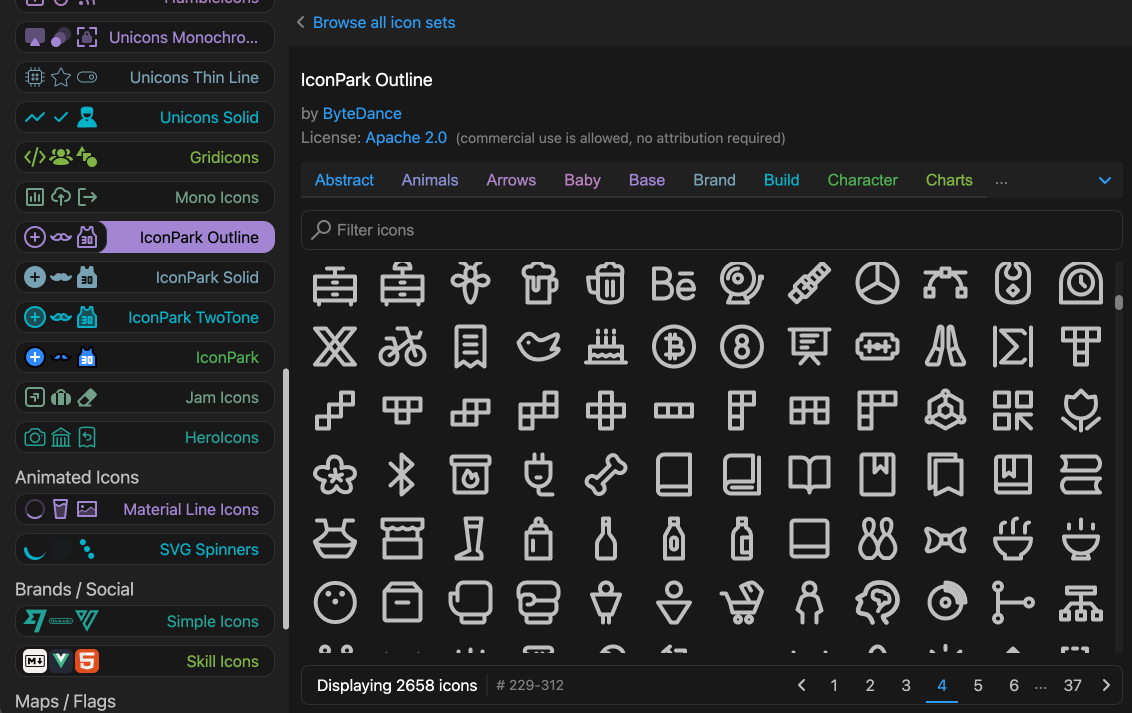 Humbleicons
Browse all icon sets
Unicons Monochro...
Unicons Thin Line
IconPark Outline
by ByteDance
Unicons Solid
License: Apache 2.0 (commercial use is allowed, no attribution required)
Gridicons
Abstract Animals Arrows Baby Base Brand Build Character Charts ...
Mono Icons
Filter icons
IconPark Outline
IconPark Solid
IconPark TwoTone
IconPark
Jam Icons
HeroIcons
Animated Icons
Material Line Icons
SVG Spinners
Brands / Social
Simple Icons
Skill Icons
Displaying 2658 icons # 229-312 1 2 3 4 5 6 ... 37
Maps / Flags
30
30
30
30
M
5
Bē
8